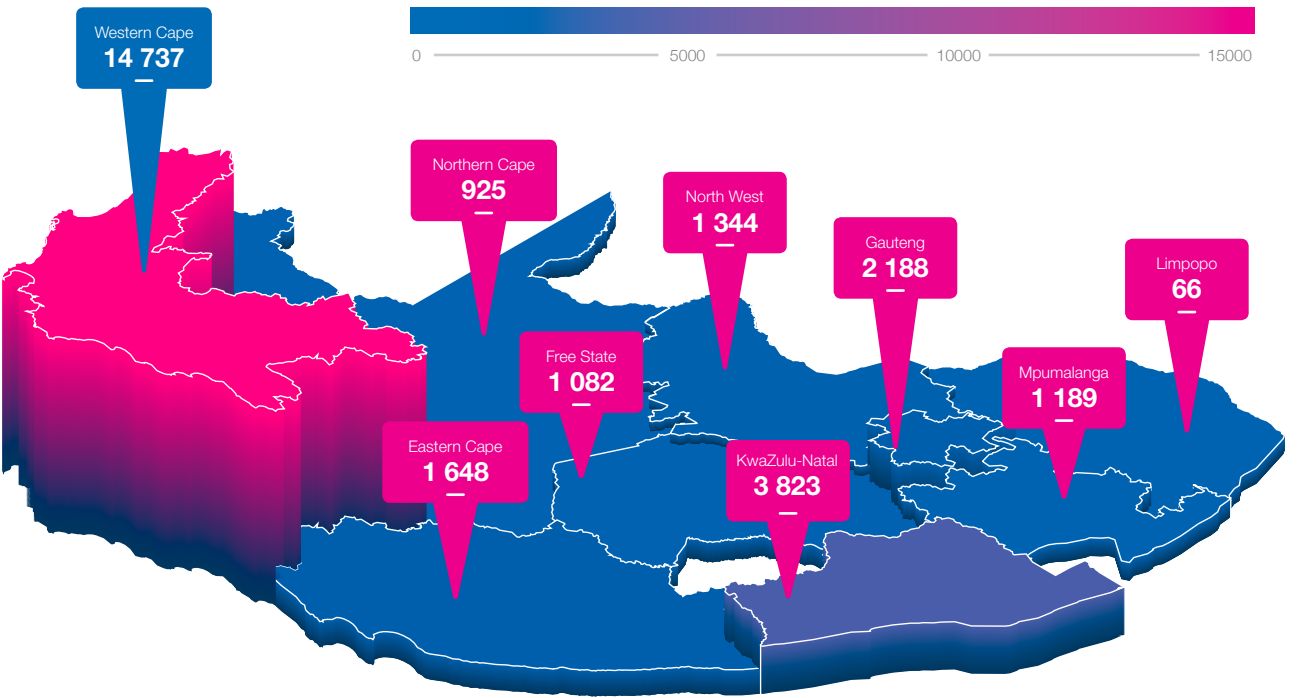 Western Cape
14 737
0 5000 10000 15000
Northern Cape
925
North West
1 344
Gauteng
2 188
Limpopo
66
Free State
1 082
Mpumalanga
1 189
Eastern Cape
1 648
KwaZulu-Natal
3 823